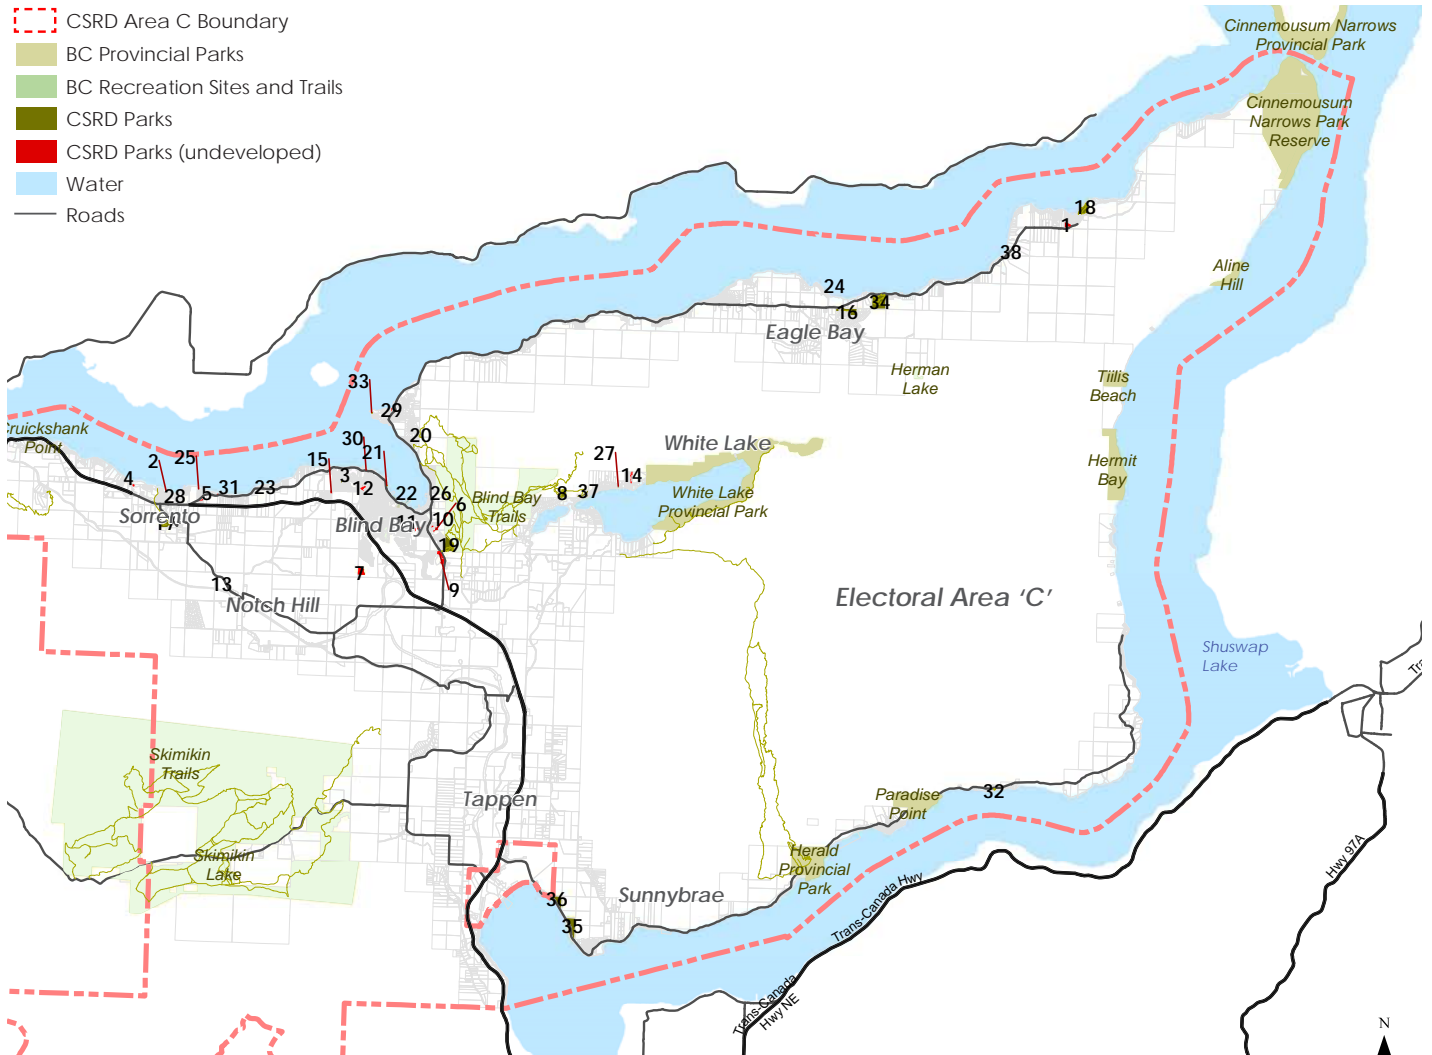 CSRD Area C Boundary
BC Provincial Parks
BC Recreation Sites and Trails
CSRD Parks
CSRD Parks (undeveloped)
Water
Roads
Cinnemousum Narrows
Provincial Park
Cinnemousum
Narrows Park
Reserve
18
1
38
Aline
Hill
24
34
16
Eagle Bay
Herman
Lake
Tiilis
Beach
33
29
20
Cruickshank
Point
30
21
2
25
15
27
White Lake
14
Hermit
Bay
4
28
5
31
23
3
12
22
26
6
Blind Bay
Trails
8
37
White Lake
Provincial Park
Sorrento
17
Blind Bay
11
10
19
7
9
13
Notch Hill
Electoral Area 'C'
Shuswap
Lake
Skimikin
Trails
Tappen
Paradise
Point
32
Skimikin
Lake
Herald
Provincial
Park
Sunnybrae
36
35
Trans-Canada Hwy
Hwy 97A
Trans-Canada
Hwy NE
N